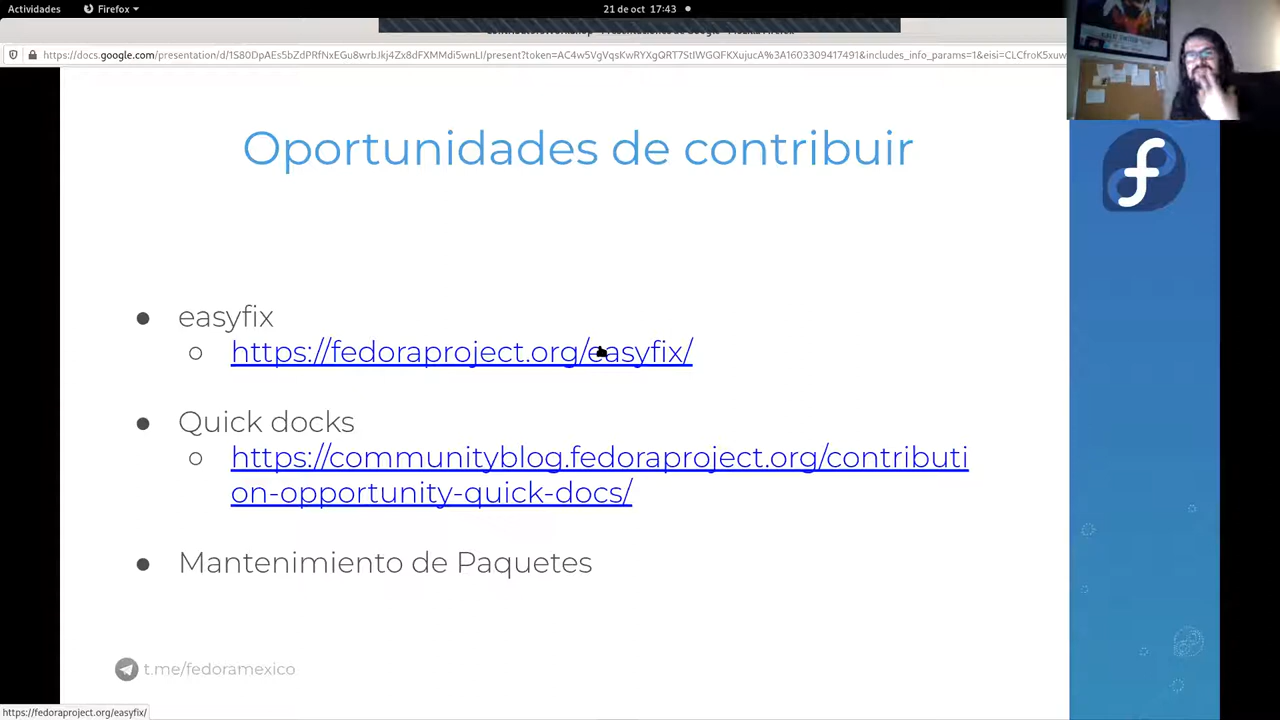 Actividades
Firefox
21 de oct 17:43
https://docs.google.com/presentation/d/1S80DpAEs5bZdPRfNxEGu8wrbJkj4Zx8dFXMMdi5wnLI/present?token=AC4w5VgVqsKwRYXgQRT7StIWGQFKXujucA%3A1603309417491&includes_info_params=1&eisi=CLCfroK5xuw
Oportunidades de contribuir
● easyfix
○ https://fedoraproject.org/easyfix/
● Quick docks
○ https://communityblog.fedoraproject.org/contributi
on-opportunity-quick-docs/
● Mantenimiento de Paquetes
t.me/fedoramexico
https://fedoraproject.org/easyfix/